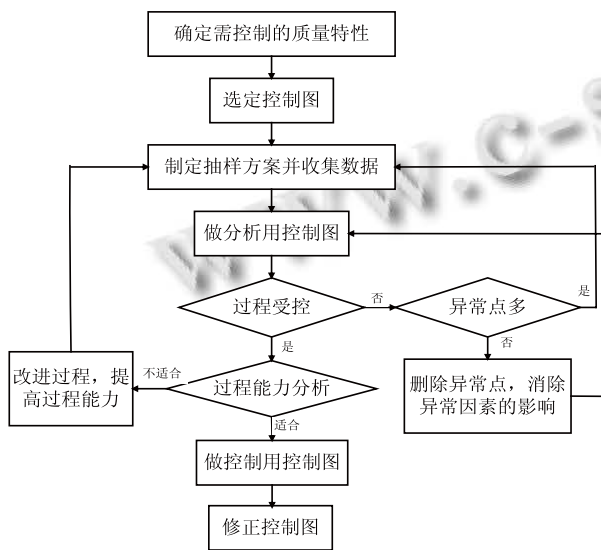 确定需控制的质量特性
选定控制图
制定抽样方案并收集数据
做分析用控制图
过程受控
否
异常点多
是
是
否
不适合
改进过程，提
高过程能力
过程能力分析
删除异常点，消除
异常因素的影响
适合
做控制用控制图
修正控制图
www.c-s